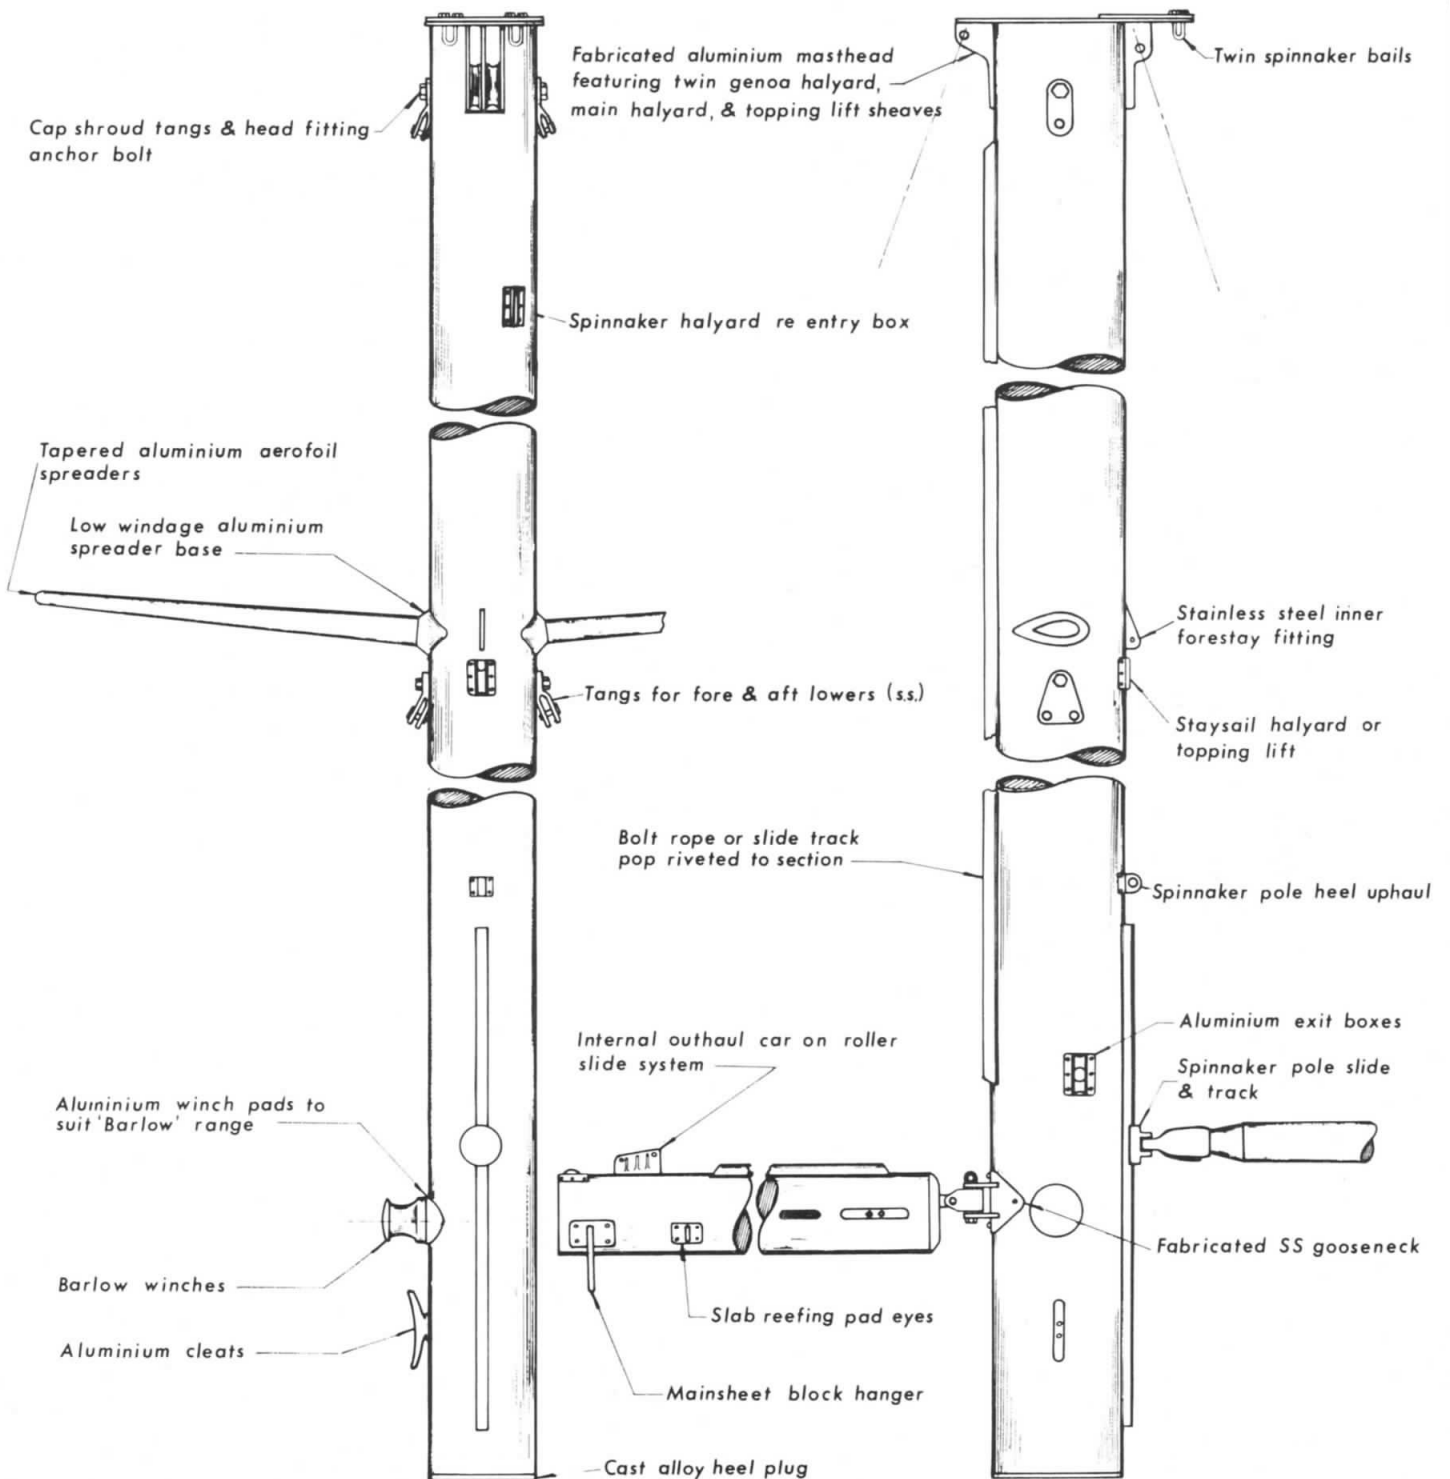 Fabricated aluminium masthead
featuring twin genoa halyard,
main halyard, & topping lift sheaves
Twin spinnaker bails
Cap shroud tangs & head fitting
anchor bolt
Spinnaker halyard re entry box
Tapered aluminium aerofoil
spreaders
Low windage aluminium
spreader base
Stainless steel inner
forestay fitting
Tangs for fore & aft lowers (s.s.)
Staysail halyard or
topping lift
Bolt rope or slide track
pop riveted to section
Spinnaker pole heel uphaul
Aluminium exit boxes
Internal outhaul car on roller
slide system
Spinnaker pole slide
& track
Aluminium winch pads to
suit 'Barlow' range
Fabricated SS gooseneck
Barlow winches
Slab reefing pad eyes
Aluminium cleats
Mainsheet block hanger
Cast alloy heel plug